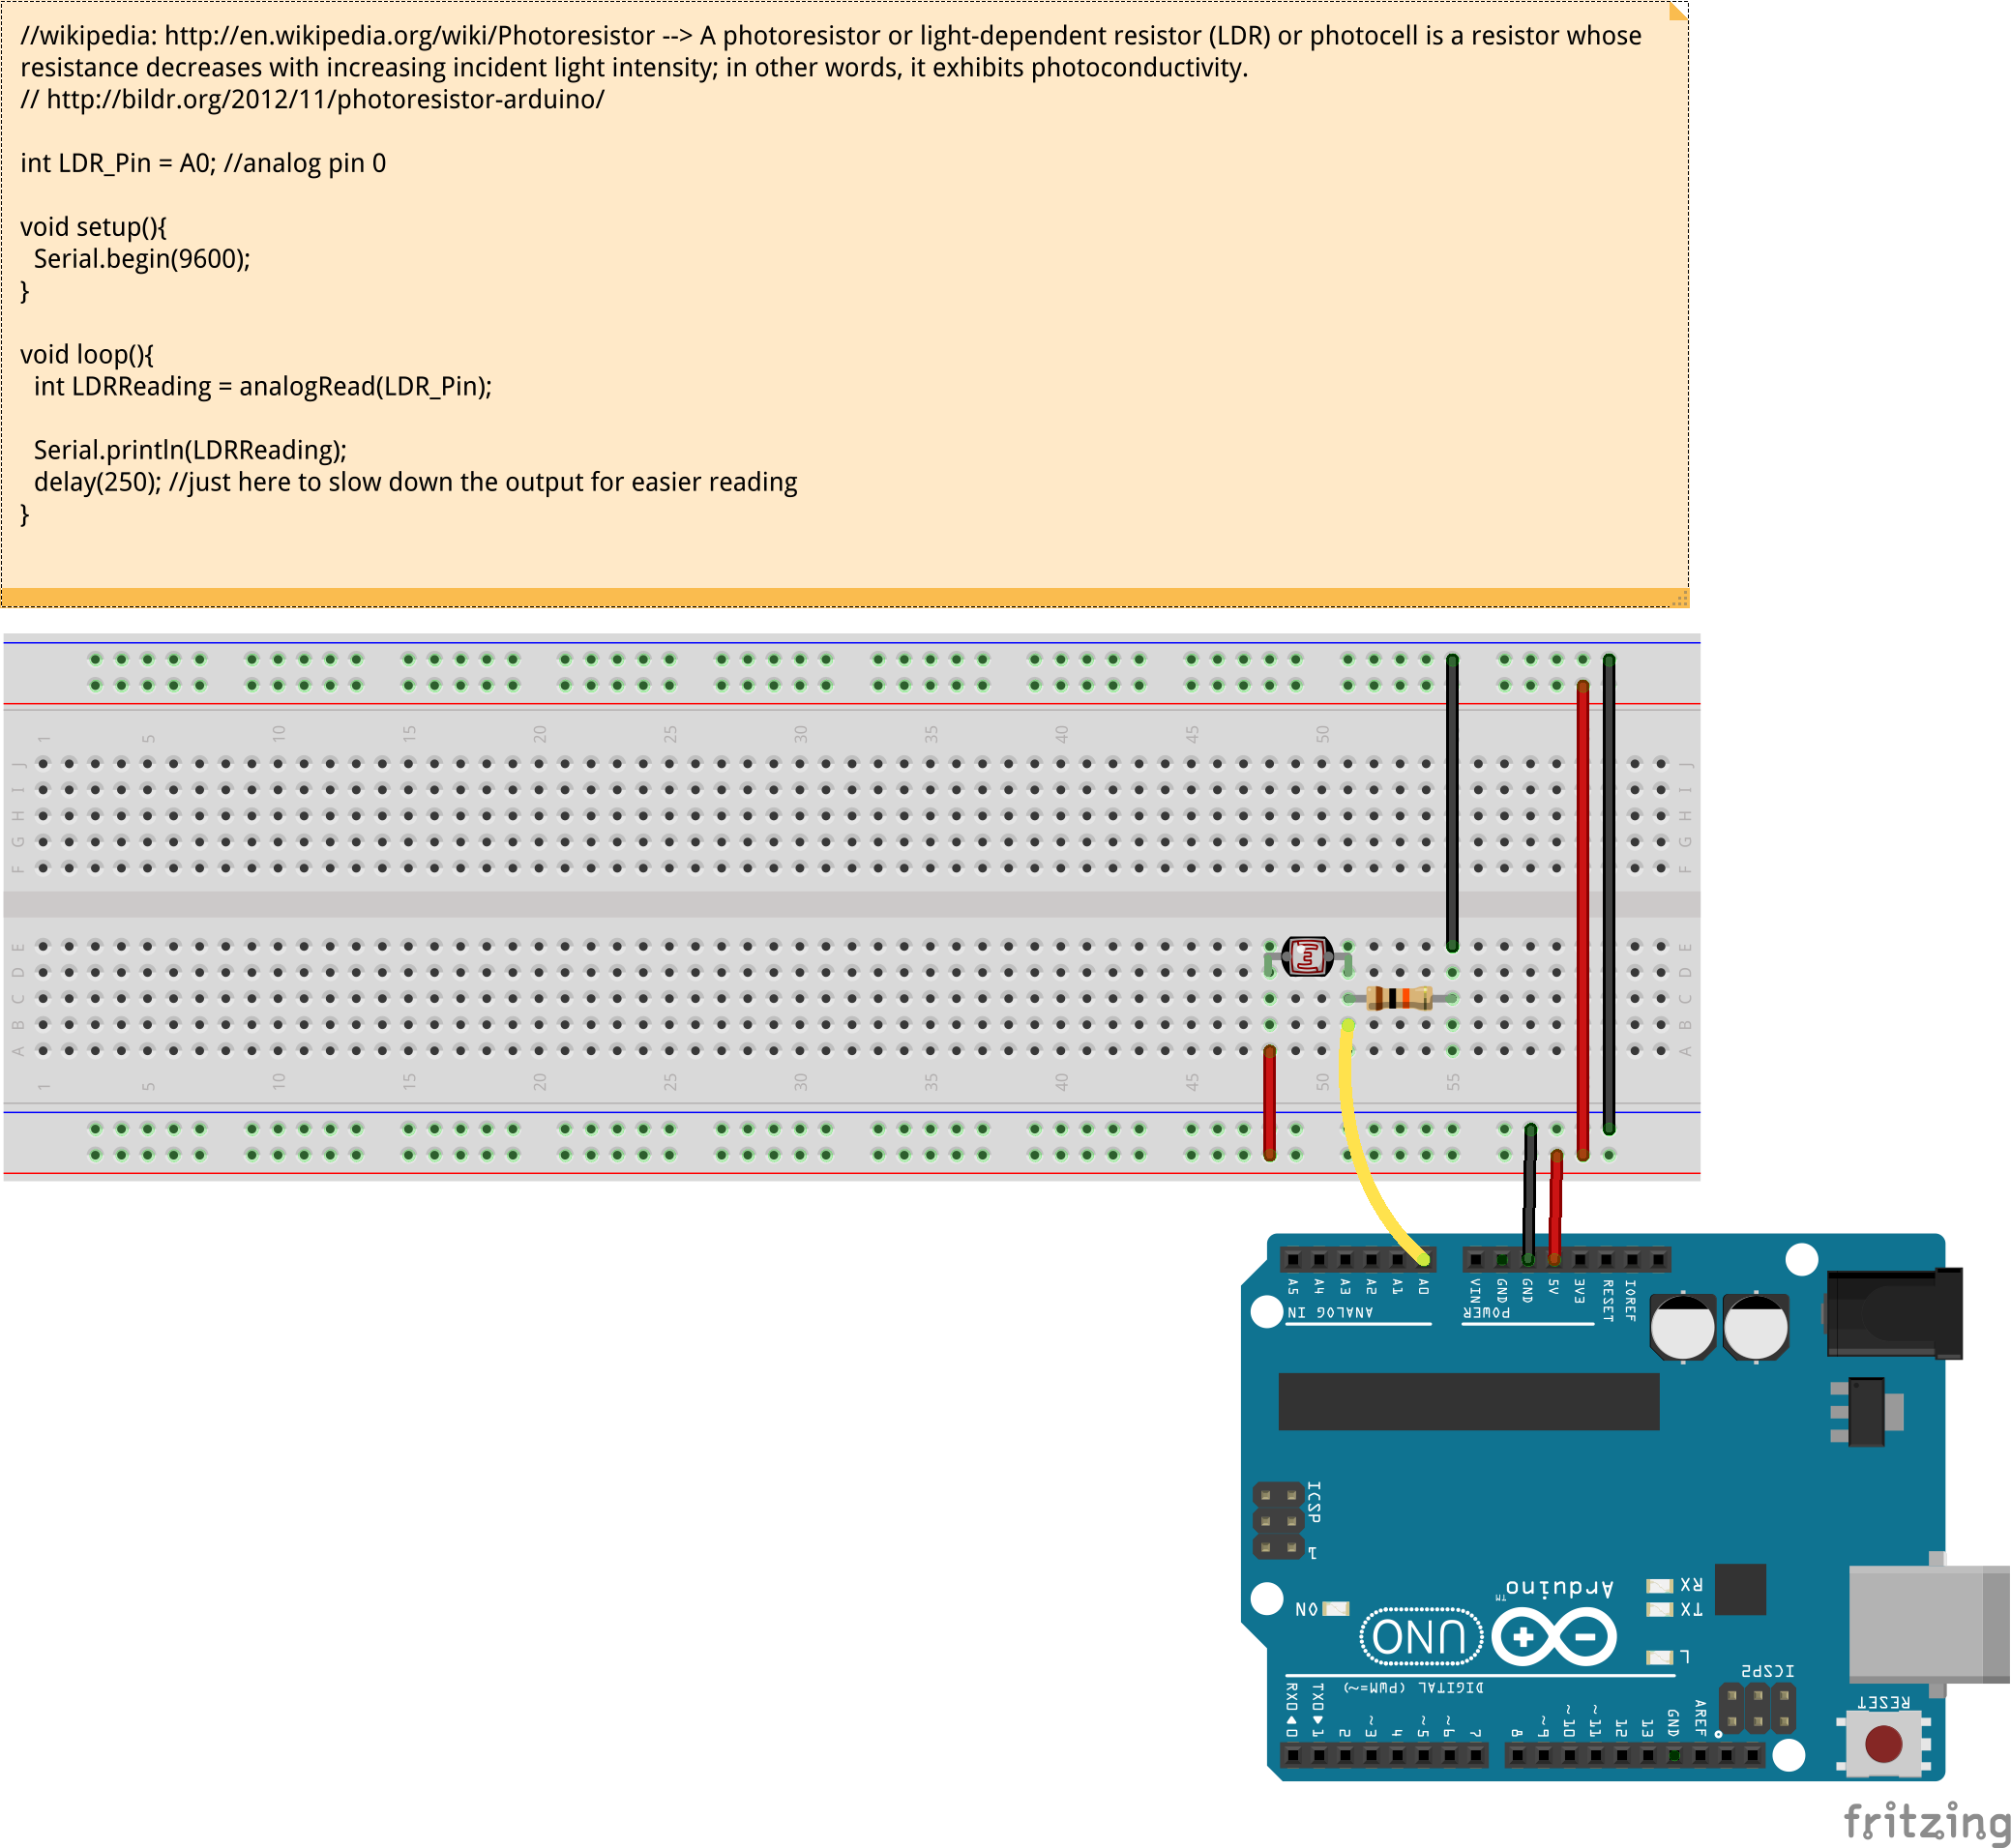 //wikipedia: http://en.wikipedia.org/wiki/Photoresistor --> A photoresistor or light-dependent resistor (LDR) or photocell is a resistor whose
resistance decreases with increasing incident light intensity; in other words, it exhibits photoconductivity.
// http://bildr.org/2012/11/photoresistor-arduino/
int LDR_Pin = A0; //analog pin 0
void setup(){
Serial.begin(9600);
}
void loop(){
int LDRReading = analogRead(LDR_Pin);
Serial.println(LDRReading);
delay(250); //just here to slow down the output for easier reading
}
1 5 10 15 20 25 30 35 40 45 50
J J
I I
H H
G G
F F
E E
D D
C C
B B
A A
1 5 10 15 20 25 30 35 40 45 50 55
A5 A4 A3 A2 A1 A0 VIN GND GND 5V 3V3 RESET IOREF
ANALOG IN POWER
ICSP
1
Arduino™
RX
ON
TX
UNO
L
ICSP2
DIGITAL (PWM=~)
RESET
RX0◄0 TX0►1 2 ~3 4 ~5 ~6 7 8 ~9 ~10 ~11 12 13 GND AREF
fritzing